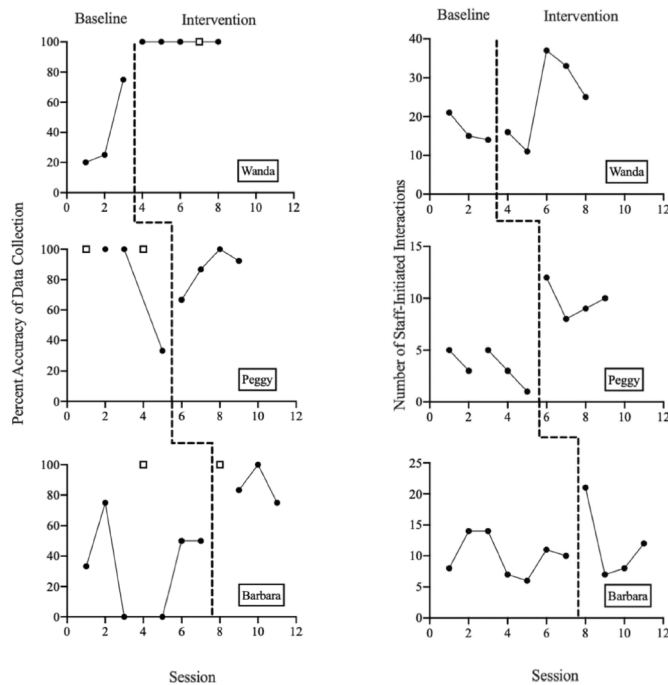 Baseline Intervention
Percent Accuracy of Data Collection
100
80
60
40
20
0
0 2 4 6 8 10 12
Wanda
100
80
60
40
20
0
0 2 4 6 8 10 12
Peggy
100
80
60
40
20
0
0 2 4 6 8 10 12
Barbara
Session
Baseline Intervention
Number of Staff-Initiated Interactions
40
30
20
10
0
0 2 4 6 8 10 12
Wanda
15
10
5
0
0 2 4 6 8 10 12
Peggy
25
20
15
10
5
0
0 2 4 6 8 10 12
Barbara
Session